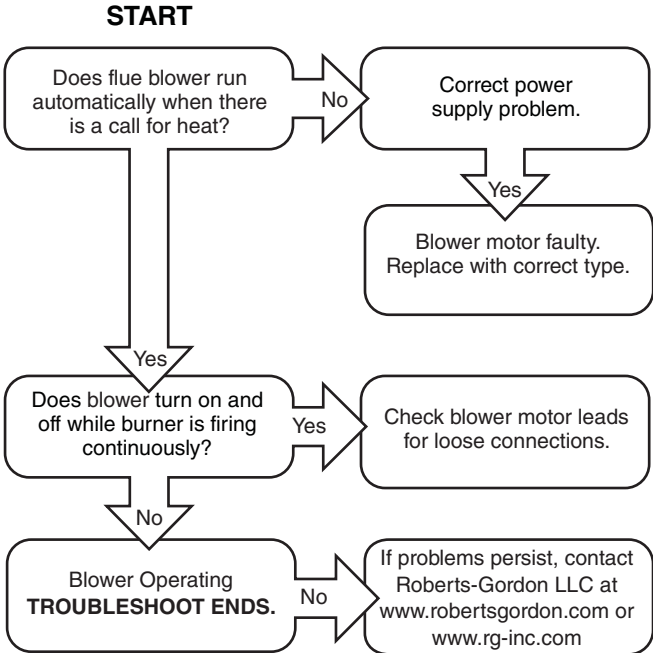 START
Does flue blower run
automatically when there
is a call for heat?
No
Correct power
supply problem.
Yes
Blower motor faulty.
Replace with correct type.
Yes
Does blower turn on and
off while burner is firing
continuously?
Yes
Check blower motor leads
for loose connections.
No
Blower Operating
TROUBLESHOOT ENDS.
No
If problems persist, contact
Roberts-Gordon LLC at
www.robertsgordon.com or
www.rg-inc.com